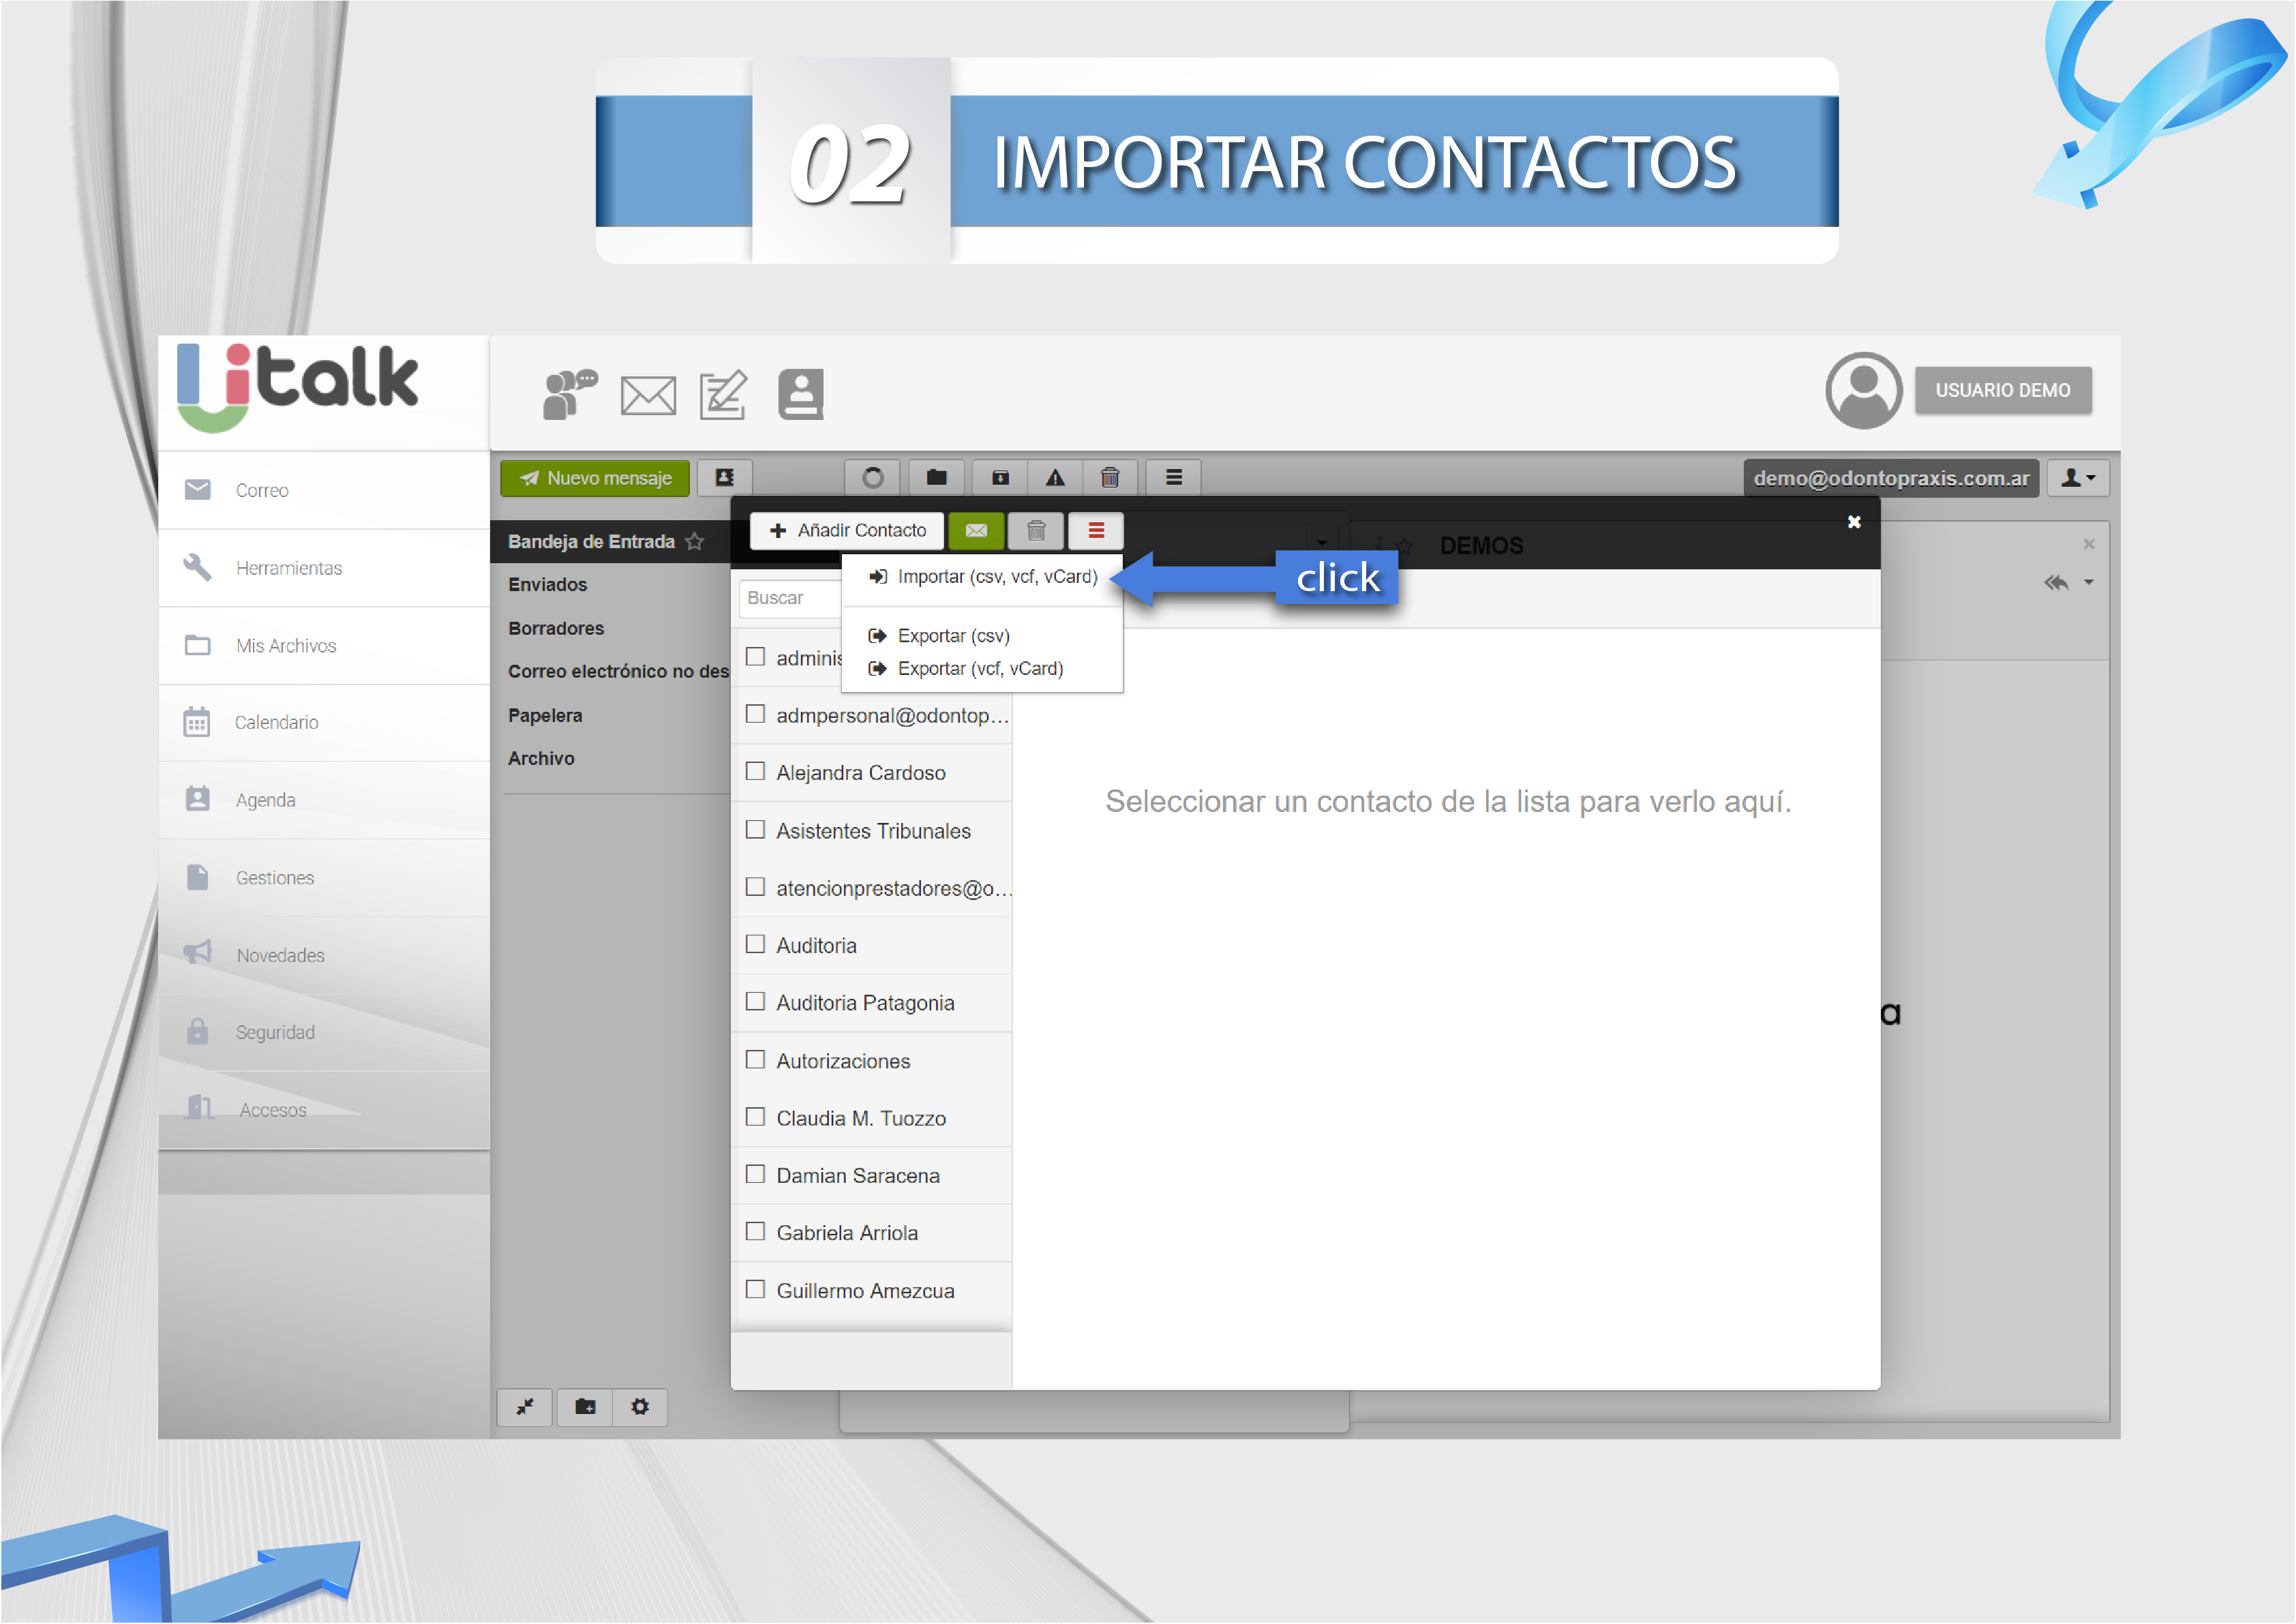 02 IMPORTAR CONTACTOS
Uitalk
USUARIO DEMO
Correo
Herramientas
Mis Archivos
Calendario
Agenda
Gestiones
Novedades
Seguridad
Accesos
Nuevo mensaje
demo@odontopraxis.com.ar
Bandeja de Entrada
Enviados
Borradores
Correo electrónico no des
Papelera
Archivo
Añadir Contacto
DEMOS
Importar (csv, vcf, vCard)
click
Exportar (csv)
Exportar (vcf, vCard)
Buscar
adminis
admpersonal@odontop...
Alejandra Cardoso
Asistentes Tribunales
atencionprestadores@o...
Auditoria
Auditoria Patagonia
Autorizaciones
Claudia M. Tuozzo
Damian Saracena
Gabriela Arriola
Guillermo Amezcua
Seleccionar un contacto de la lista para verlo aquí.
a